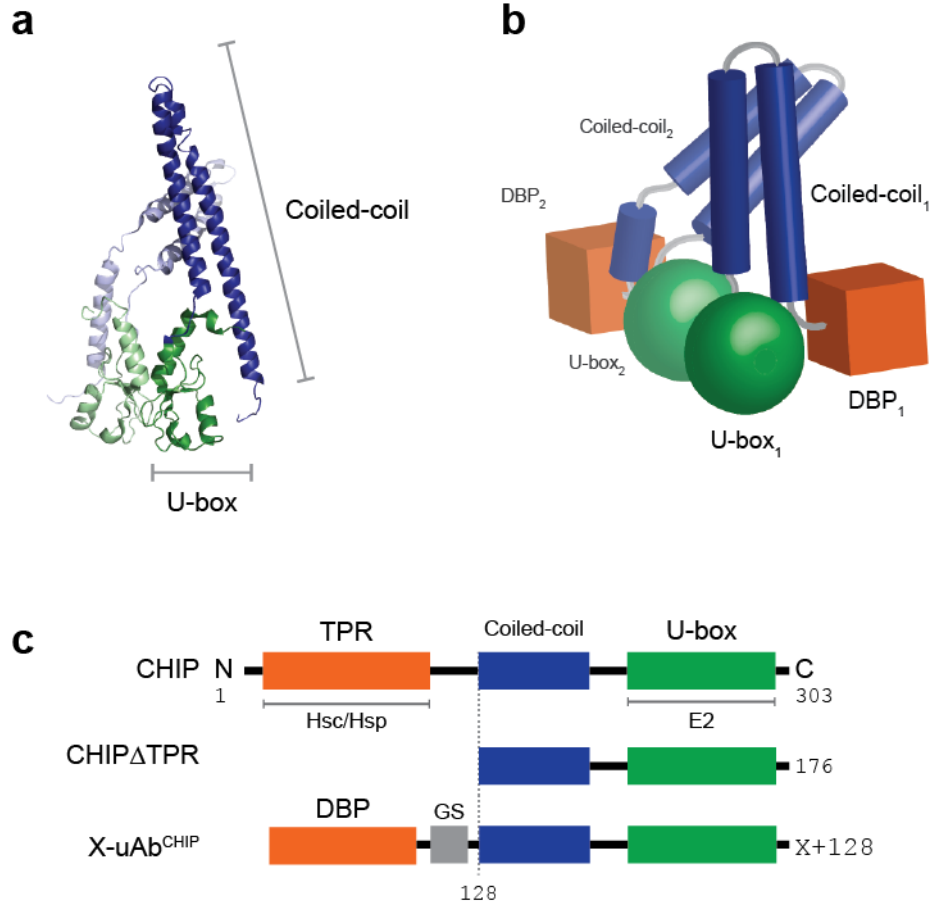 a
Coiled-coil
U-box
b
Coiled-coil₂
DBP₂
Coiled-coil₁
U-box₂
DBP₁
U-box₁
c
TPR
Coiled-coil
U-box
CHIP
N
C
1
303
Hsc/Hsp
E2
CHIPΔTPR
176
DBP
GS
X-uAbᶜᴴᴵᴾ
X+128
128